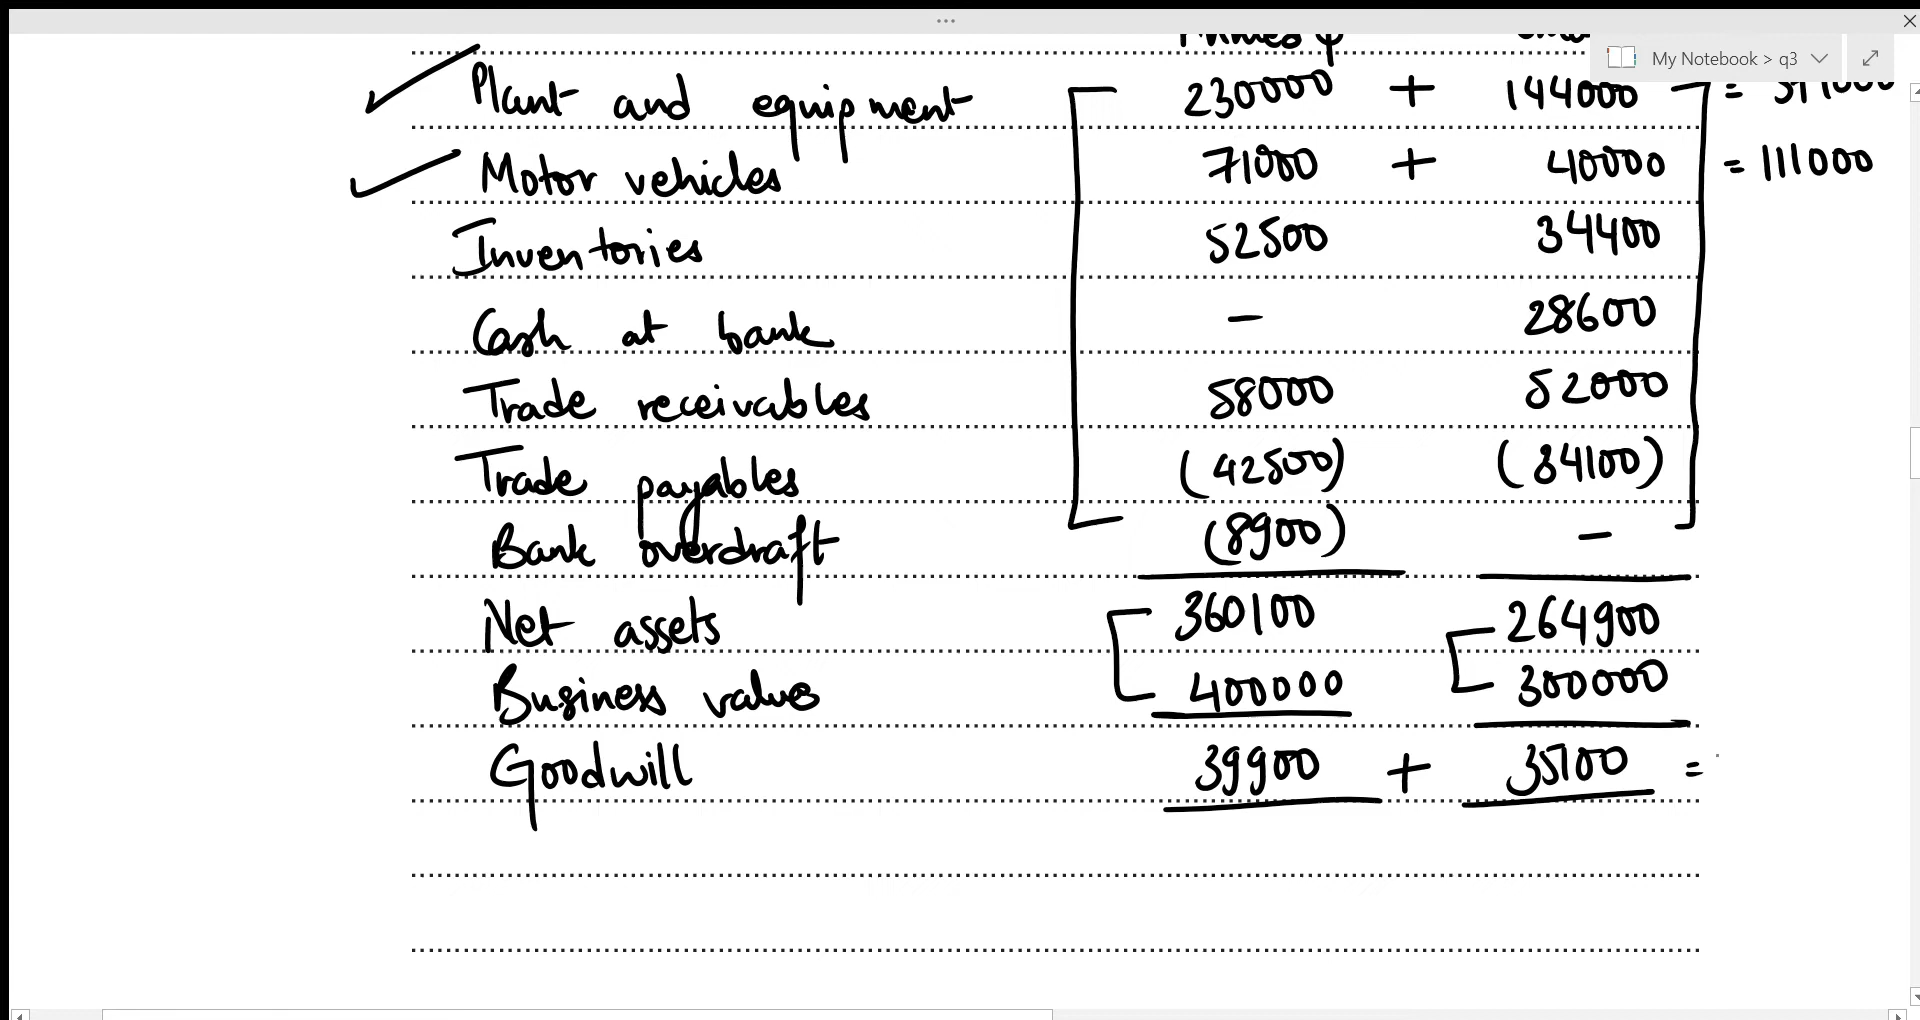 My Notebook > q3
Plant and equipment 230000 + 144000 =
Motor vehicles 71000 + 40000 = 111000
Inventories 52500 34400
Cash at bank - 28600
Trade receivables 58000 52000
Trade payables (42500) (34100)
Bank overdraft (8900) -
Net assets 360100 264900
Business value 400000 300000
Goodwill 39900 + 35100 =